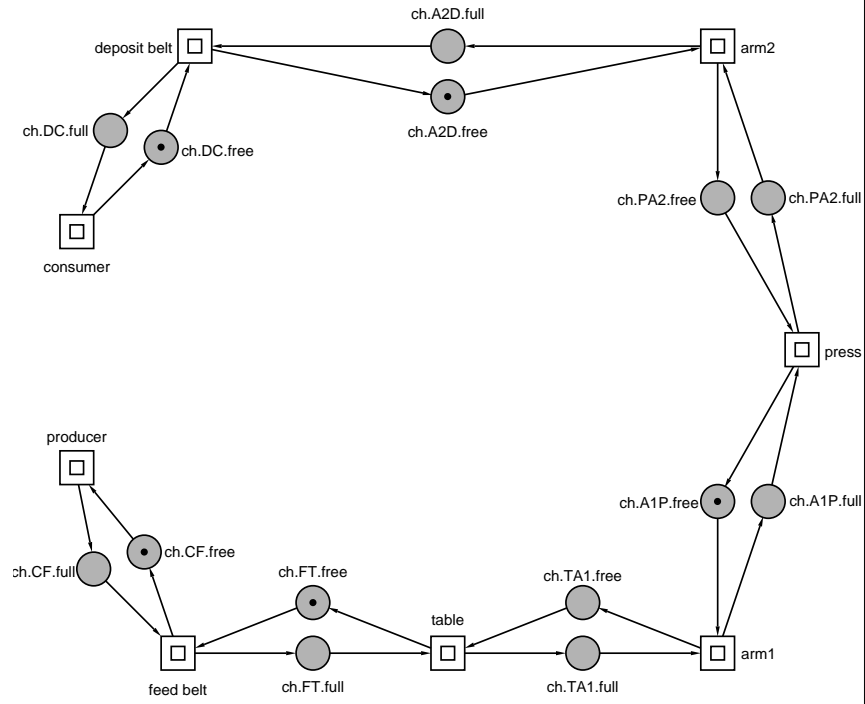 ch.A2D.full
deposit belt
arm2
ch.A2D.free
ch.DC.full
ch.DC.free
ch.PA2.free
ch.PA2.full
consumer
press
producer
ch.A1P.free
ch.A1P.full
ch.CF.free
ch.CF.full
ch.FT.free
ch.TA1.free
table
arm1
feed belt
ch.FT.full
ch.TA1.full